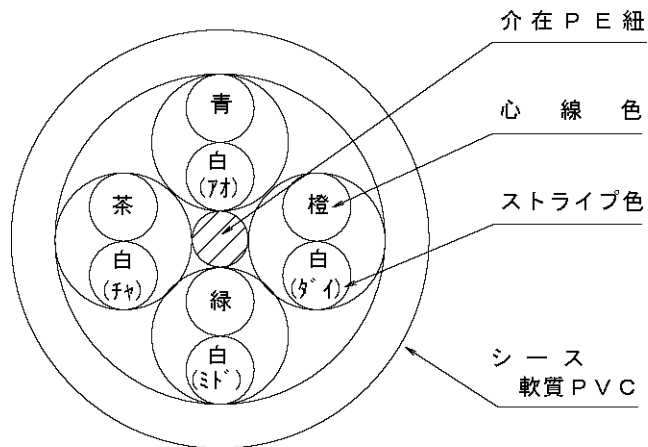 介在ＰＥ紐
青
心線色
白
(ｱｵ)
茶
橙
ストライプ色
白
(ﾁｬ)
白
(ﾀﾞｲ)
緑
白
(ﾐﾄﾞ)
シース
軟質ＰＶＣ